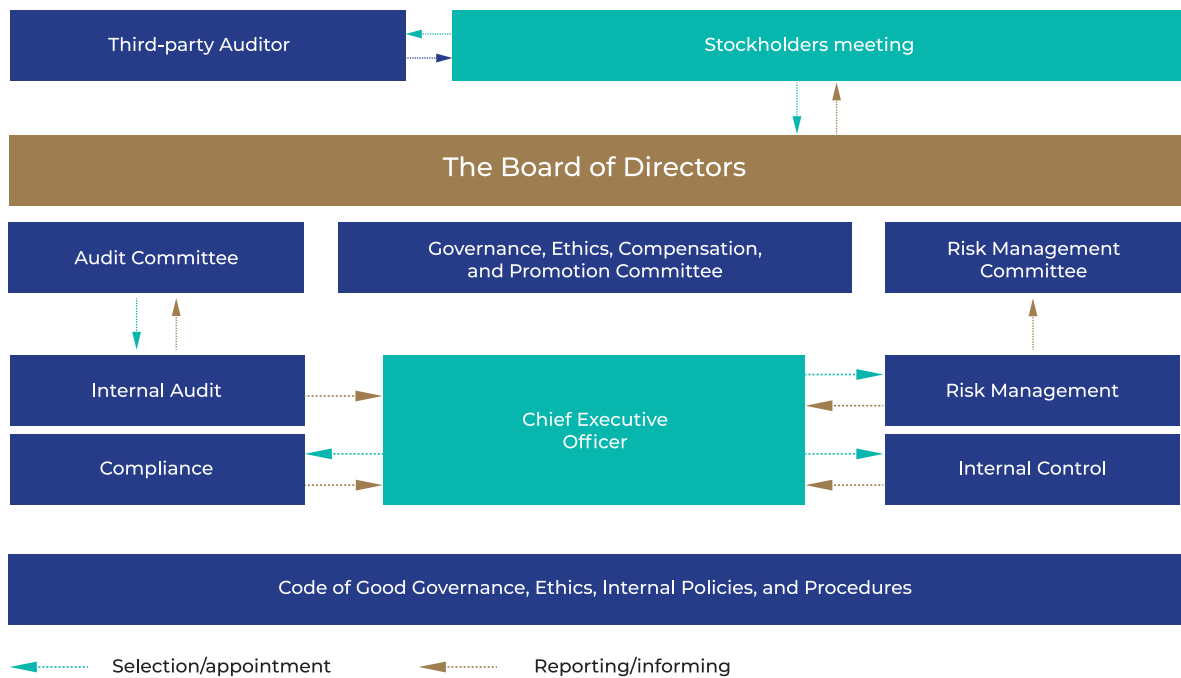 Third-party Auditor
Stockholders meeting
The Board of Directors
Audit Committee
Governance, Ethics, Compensation,
and Promotion Committee
Risk Management
Committee
Internal Audit
Chief Executive
Officer
Risk Management
Compliance
Internal Control
Code of Good Governance, Ethics, Internal Policies, and Procedures
Selection/appointment
Reporting/informing